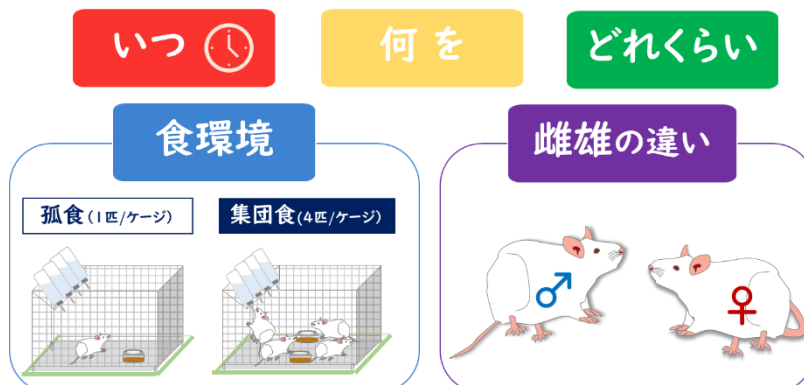 いつ
何を
どれくらい
食環境
雌雄の違い
孤食(1匹/ケージ)
集団食(4匹/ケージ)
♂
♀